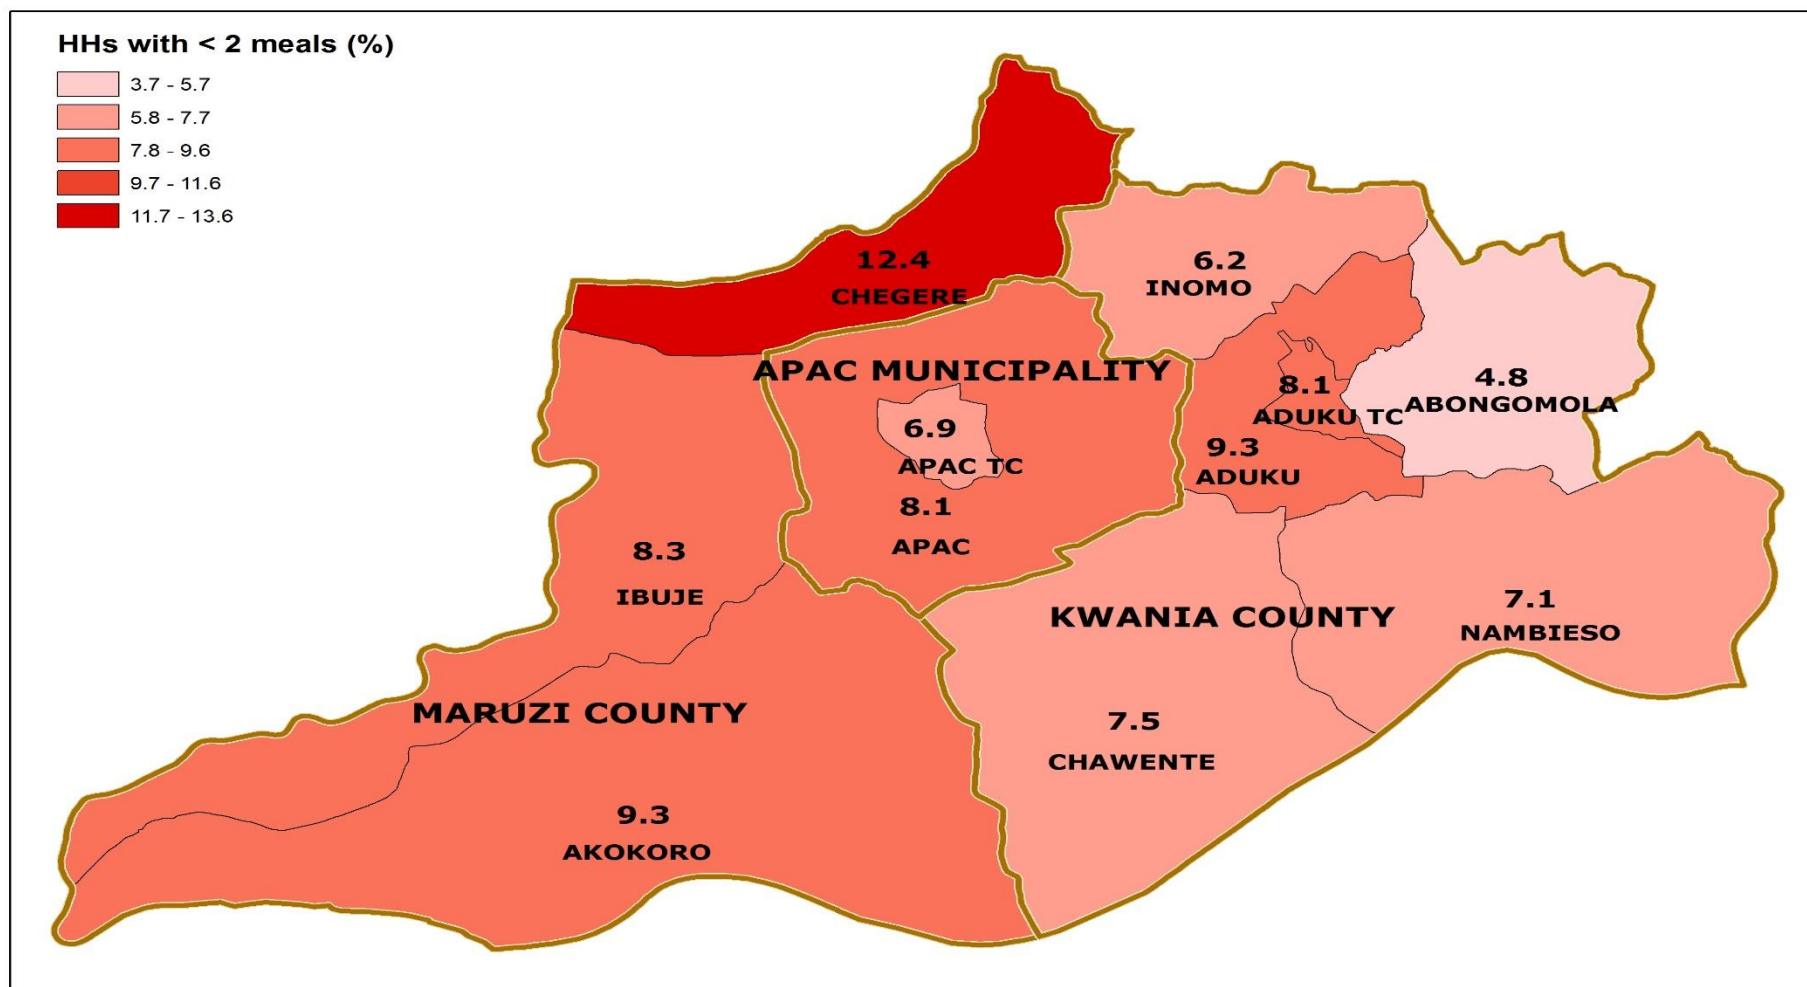 HHs with < 2 meals (%)
3.7 - 5.7
5.8 - 7.7
7.8 - 9.6
9.7 - 11.6
11.7 - 13.6
12.4
CHEGERE
6.2
INOMO
APAC MUNICIPALITY
8.1
ADUKU TC
4.8
ABONGOMOLA
6.9
APAC TC
9.3
ADUKU
8.1
APAC
8.3
IBUJE
KWANIA COUNTY
7.1
NAMBIESO
MARUZI COUNTY
7.5
CHAWENTE
9.3
AKOKORO